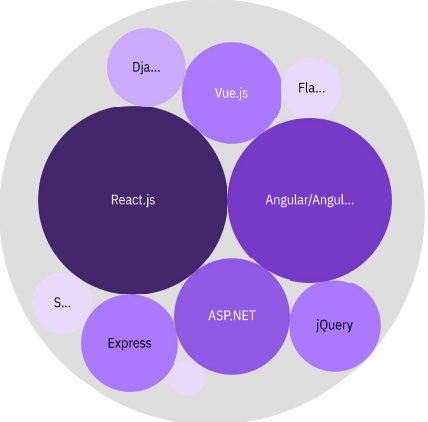 Dja...
Vue.js
Fla...
React.js
Angular/Angul...
S...
Express
ASP.NET
jQuery